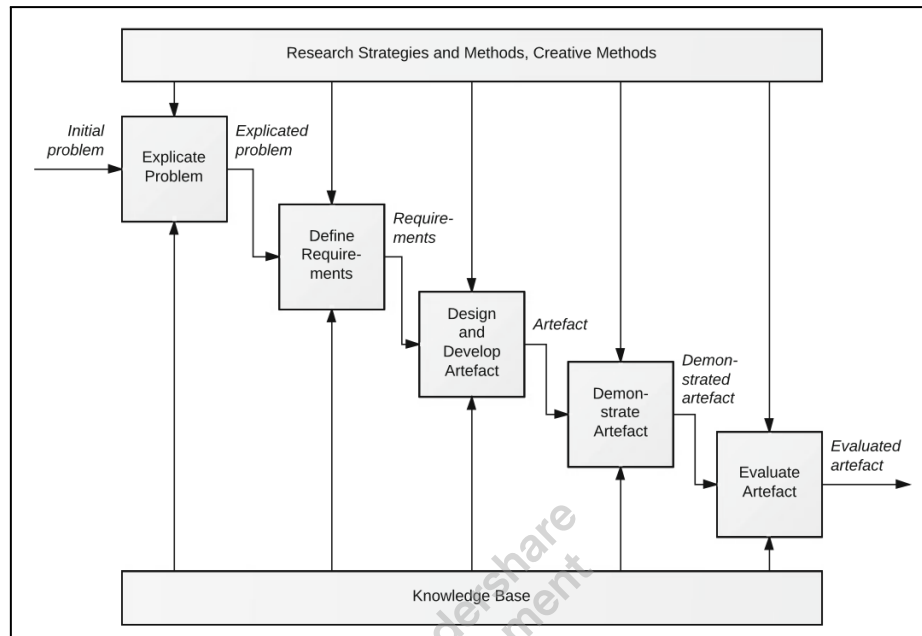 Research Strategies and Methods, Creative Methods
Initial
problem
Explicate
Problem
Explicated
problem
Define
Require-
ments
Require-
ments
Design
and
Develop
Artefact
Artefact
Demon-
strate
Artefact
Demon-
strated
artefact
Evaluate
Artefact
Evaluated
artefact
Knowledge Base